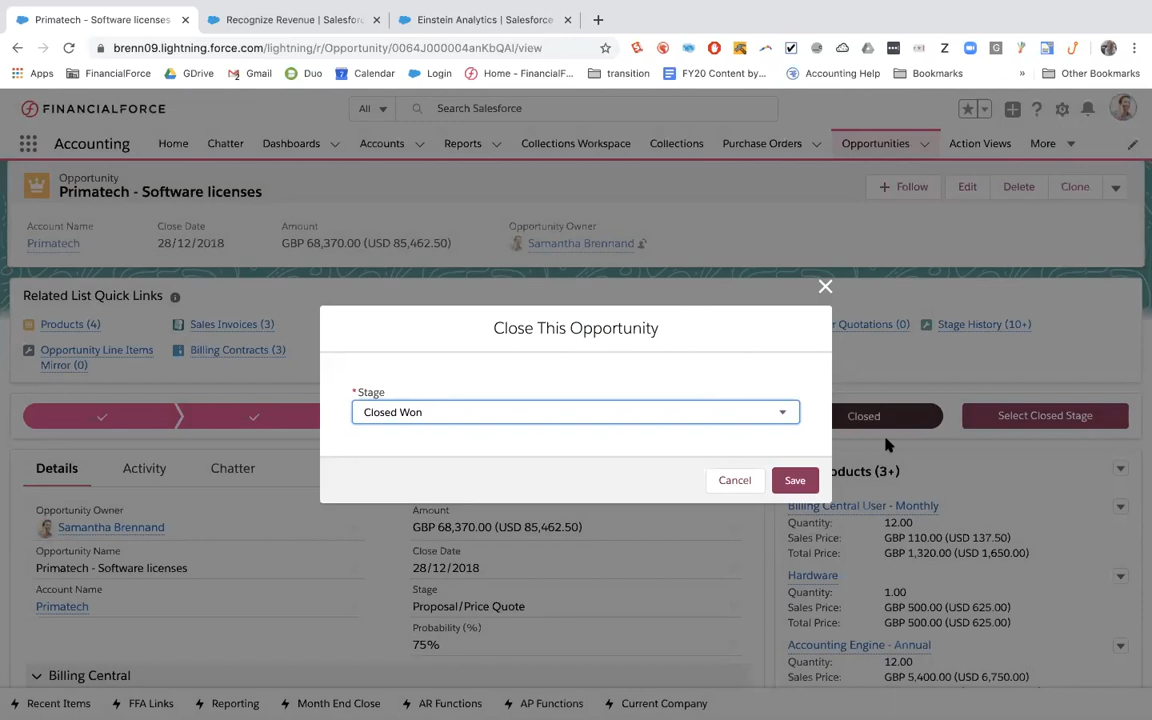 Primatech - Software licenses
Recognize Revenue | Salesforc
Einstein Analytics | Salesforce
brenn09.lightning.force.com/lightning/r/Opportunity/0064J000004anKbQAI/view
Apps
FinancialForce
GDrive
Gmail
Duo
7 Calendar
Login
Home - FinancialF...
transition
FY20 Content by...
Accounting Help
Bookmarks
»
Other Bookmarks
FINANCIALFORCE
All
Search Salesforce
Accounting
Home
Chatter
Dashboards
Accounts
Reports
Collections Workspace
Collections
Purchase Orders
Opportunities
Action Views
More
Opportunity
Primatech - Software licenses
+ Follow
Edit
Delete
Clone
Account Name
Close Date
Amount
Opportunity Owner
Primatech
28/12/2018
GBP 68,370.00 (USD 85,462.50)
Samantha Brennand
Related List Quick Links
Products (4)
Sales Invoices (3)
r Quotations (0)
Stage History (10+)
Opportunity Line Items
Mirror (0)
Billing Contracts (3)
Close This Opportunity
* Stage
Closed Won
Cancel
Save
Closed
Select Closed Stage
Details
Activity
Chatter
oducts (3+)
Opportunity Owner
Samantha Brennand
Opportunity Name
Primatech - Software licenses
Account Name
Primatech
Amount
GBP 68,370.00 (USD 85,462.50)
Close Date
28/12/2018
Stage
Proposal/Price Quote
Probability (%)
75%
Billing Central
Billing Central User - Monthly
Quantity: 12.00
Sales Price: GBP 110.00 (USD 137.50)
Total Price: GBP 1,320.00 (USD 1,650.00)
Hardware
Quantity: 1.00
Sales Price: GBP 500.00 (USD 625.00)
Total Price: GBP 500.00 (USD 625.00)
Accounting Engine - Annual
Quantity: 12.00
Sales Price: GBP 5,400.00 (USD 6,750.00)
Recent Items
FFA Links
Reporting
Month End Close
AR Functions
AP Functions
Current Company